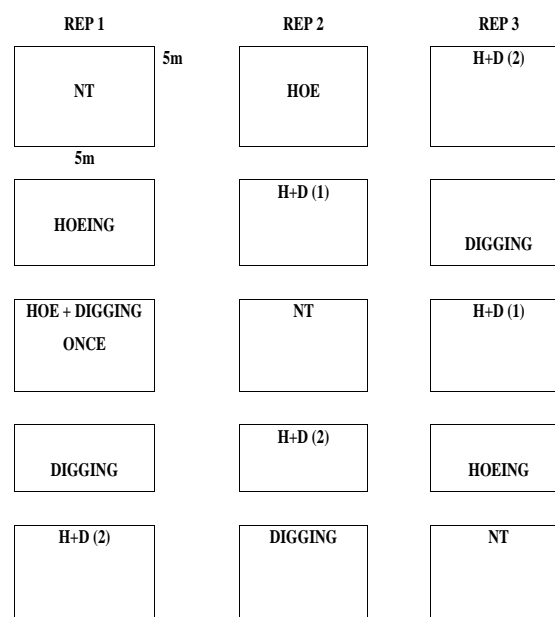 REP 1 REP 2 REP 3
NT 5m HOE H+D (2)
5m
HOEING H+D (1) DIGGING
HOE + DIGGING
ONCE NT H+D (1)
DIGGING H+D (2) HOEING
H+D (2) DIGGING NT